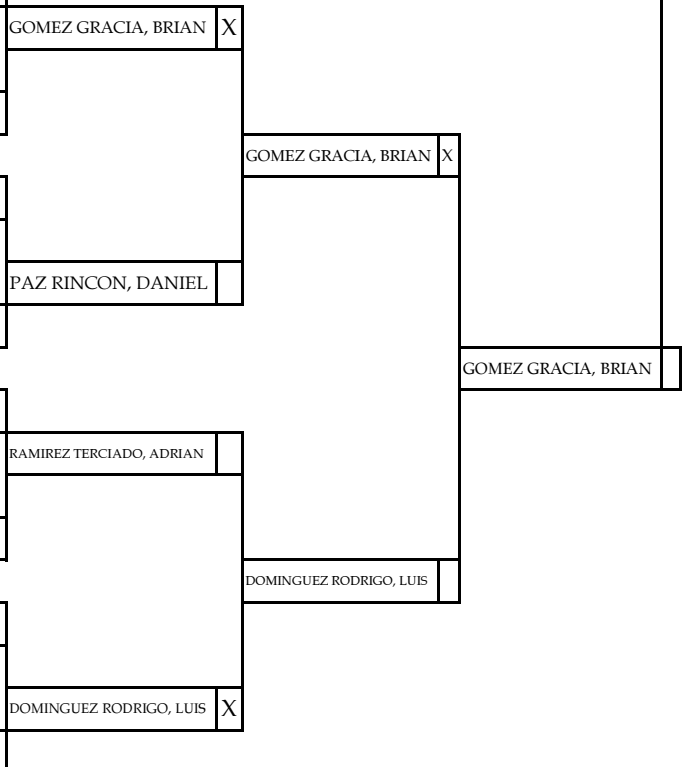 GOMEZ GRACIA, BRIAN X
GOMEZ GRACIA, BRIAN X
PAZ RINCON, DANIEL
GOMEZ GRACIA, BRIAN
RAMIREZ TERCIADO, ADRIAN
DOMINGUEZ RODRIGO, LUIS
DOMINGUEZ RODRIGO, LUIS X